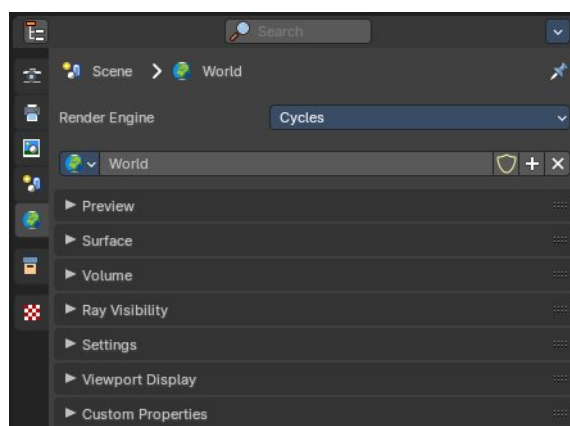 Search
Scene World
Render Engine Cycles
World
Preview
Surface
Volume
Ray Visibility
Settings
Viewport Display
Custom Properties